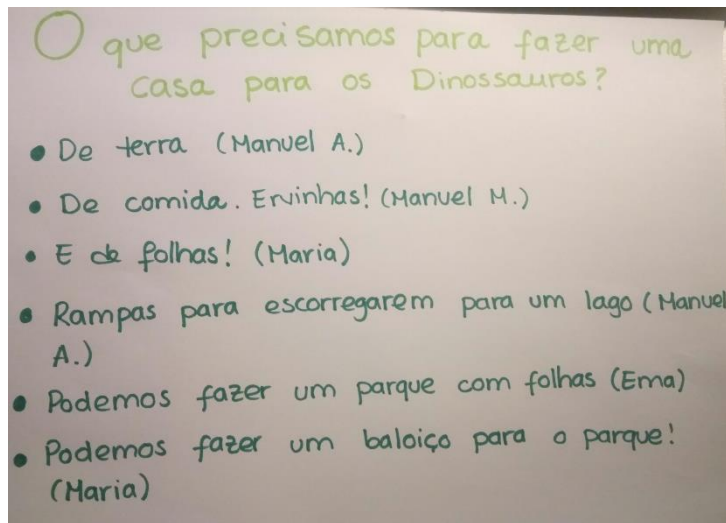 O que precisamos para fazer uma
casa para os Dinossauros?
• De terra (Manuel A.)
• De comida. Ervinhas! (Manuel M.)
• E de folhas! (Maria)
• Rampas para escorregarem para um lago (Manuel
A.)
• Podemos fazer um parque com folhas (Ema)
• Podemos fazer um baloiço para o parque!
(Maria)